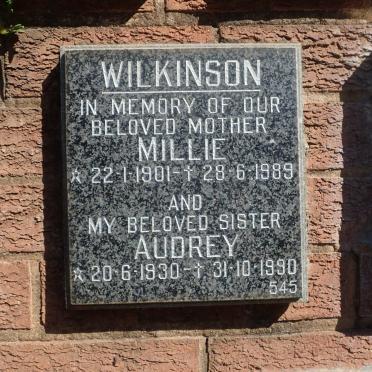 WILKINSON
IN MEMORY OF OUR
BELOVED MOTHER
MILLIE
☆ 22·1·1901-† 28·6·1989
AND
MY BELOVED SISTER
AUDREY
☆ 20·6·1930-† 31·10·1990
545